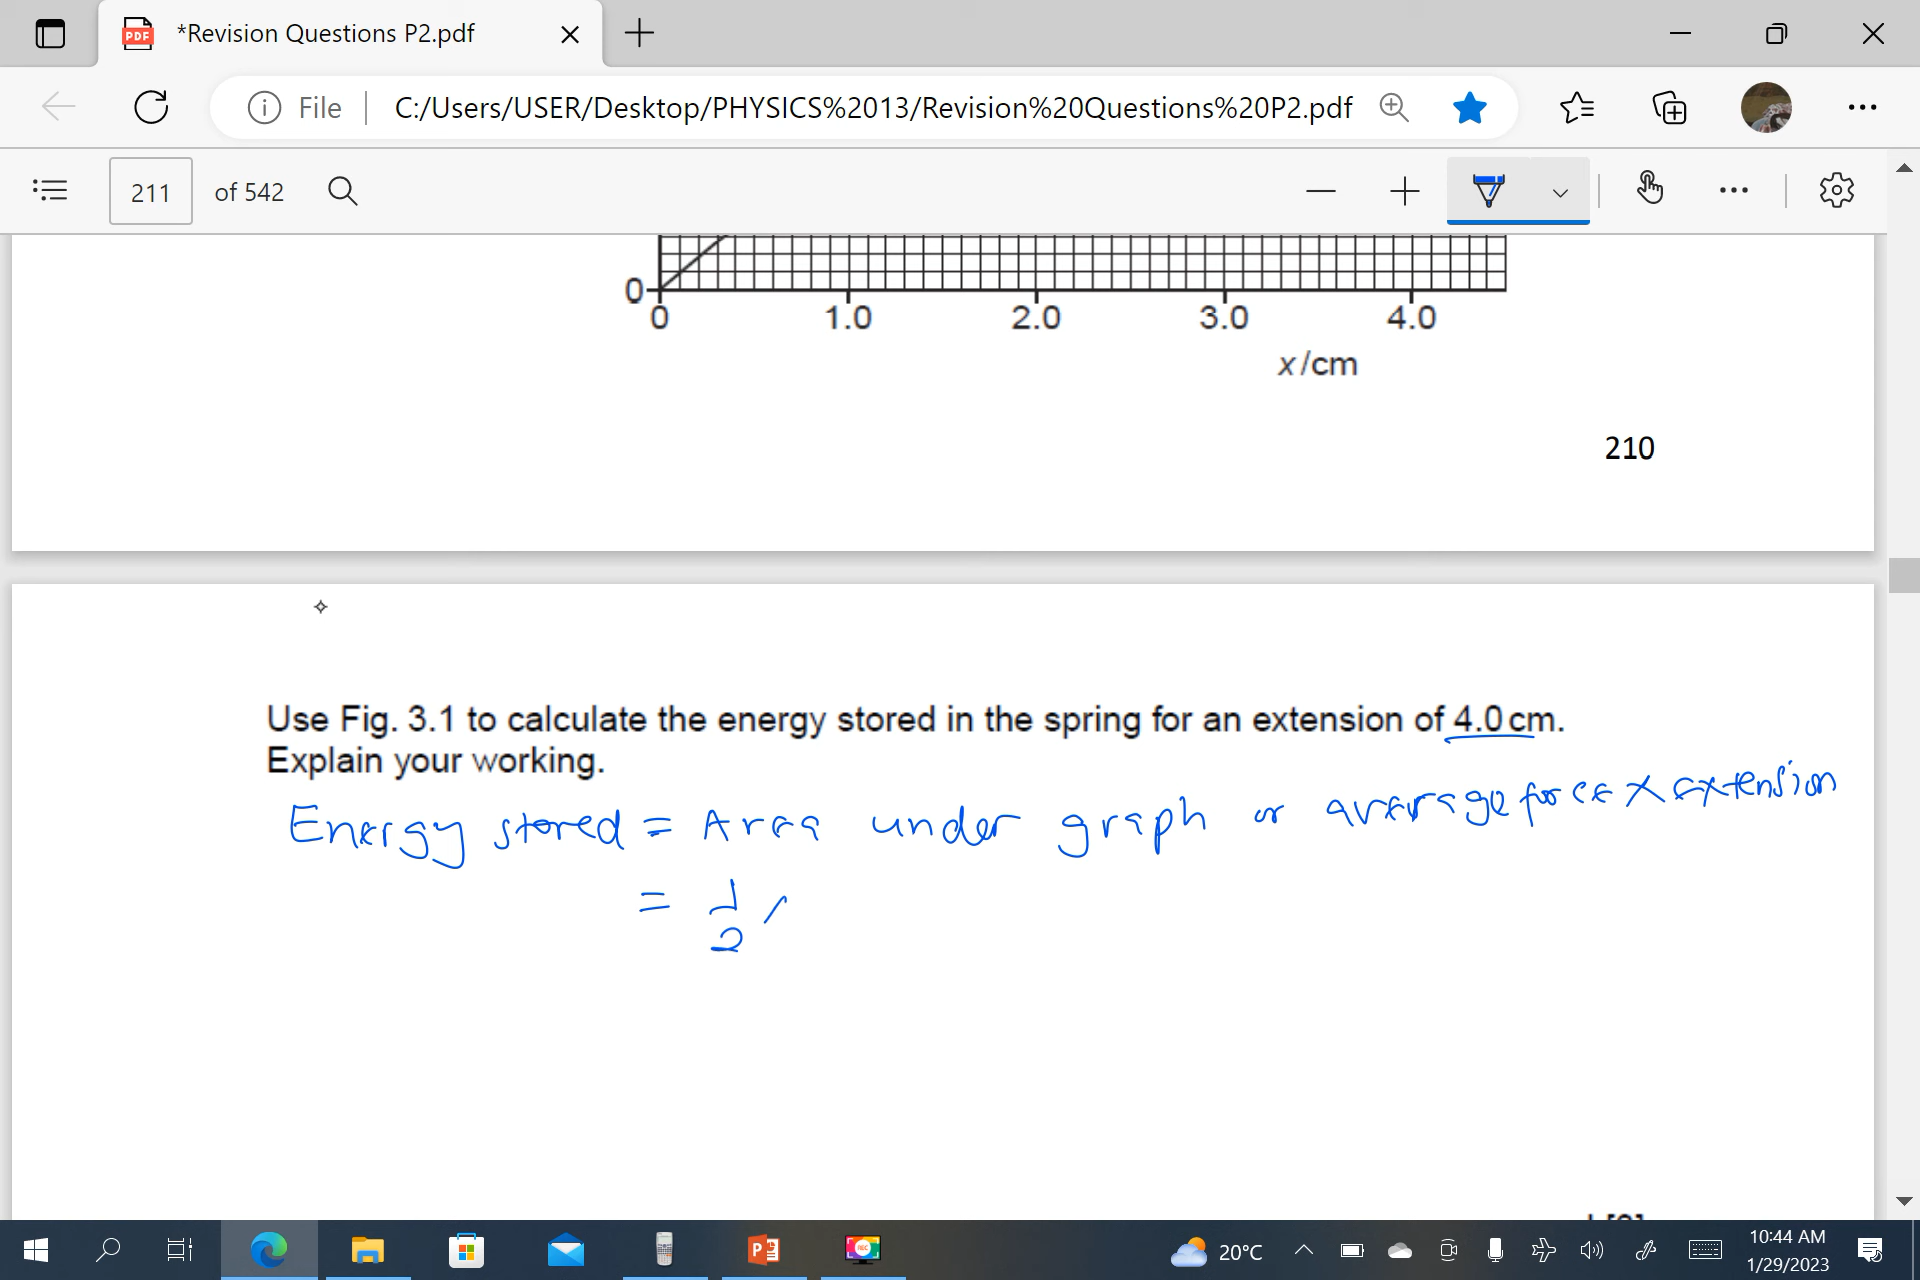 *Revision Questions P2.pdf
File
C:/Users/USER/Desktop/PHYSICS%2013/Revision%20Questions%20P2.pdf
211 of 542
0
0 1.0 2.0 3.0 4.0
x/cm
210
Use Fig. 3.1 to calculate the energy stored in the spring for an extension of 4.0 cm.
Explain your working.
Energy stored = Area under graph or average force × extension
= 1/2
20°C
10:44 AM
1/29/2023